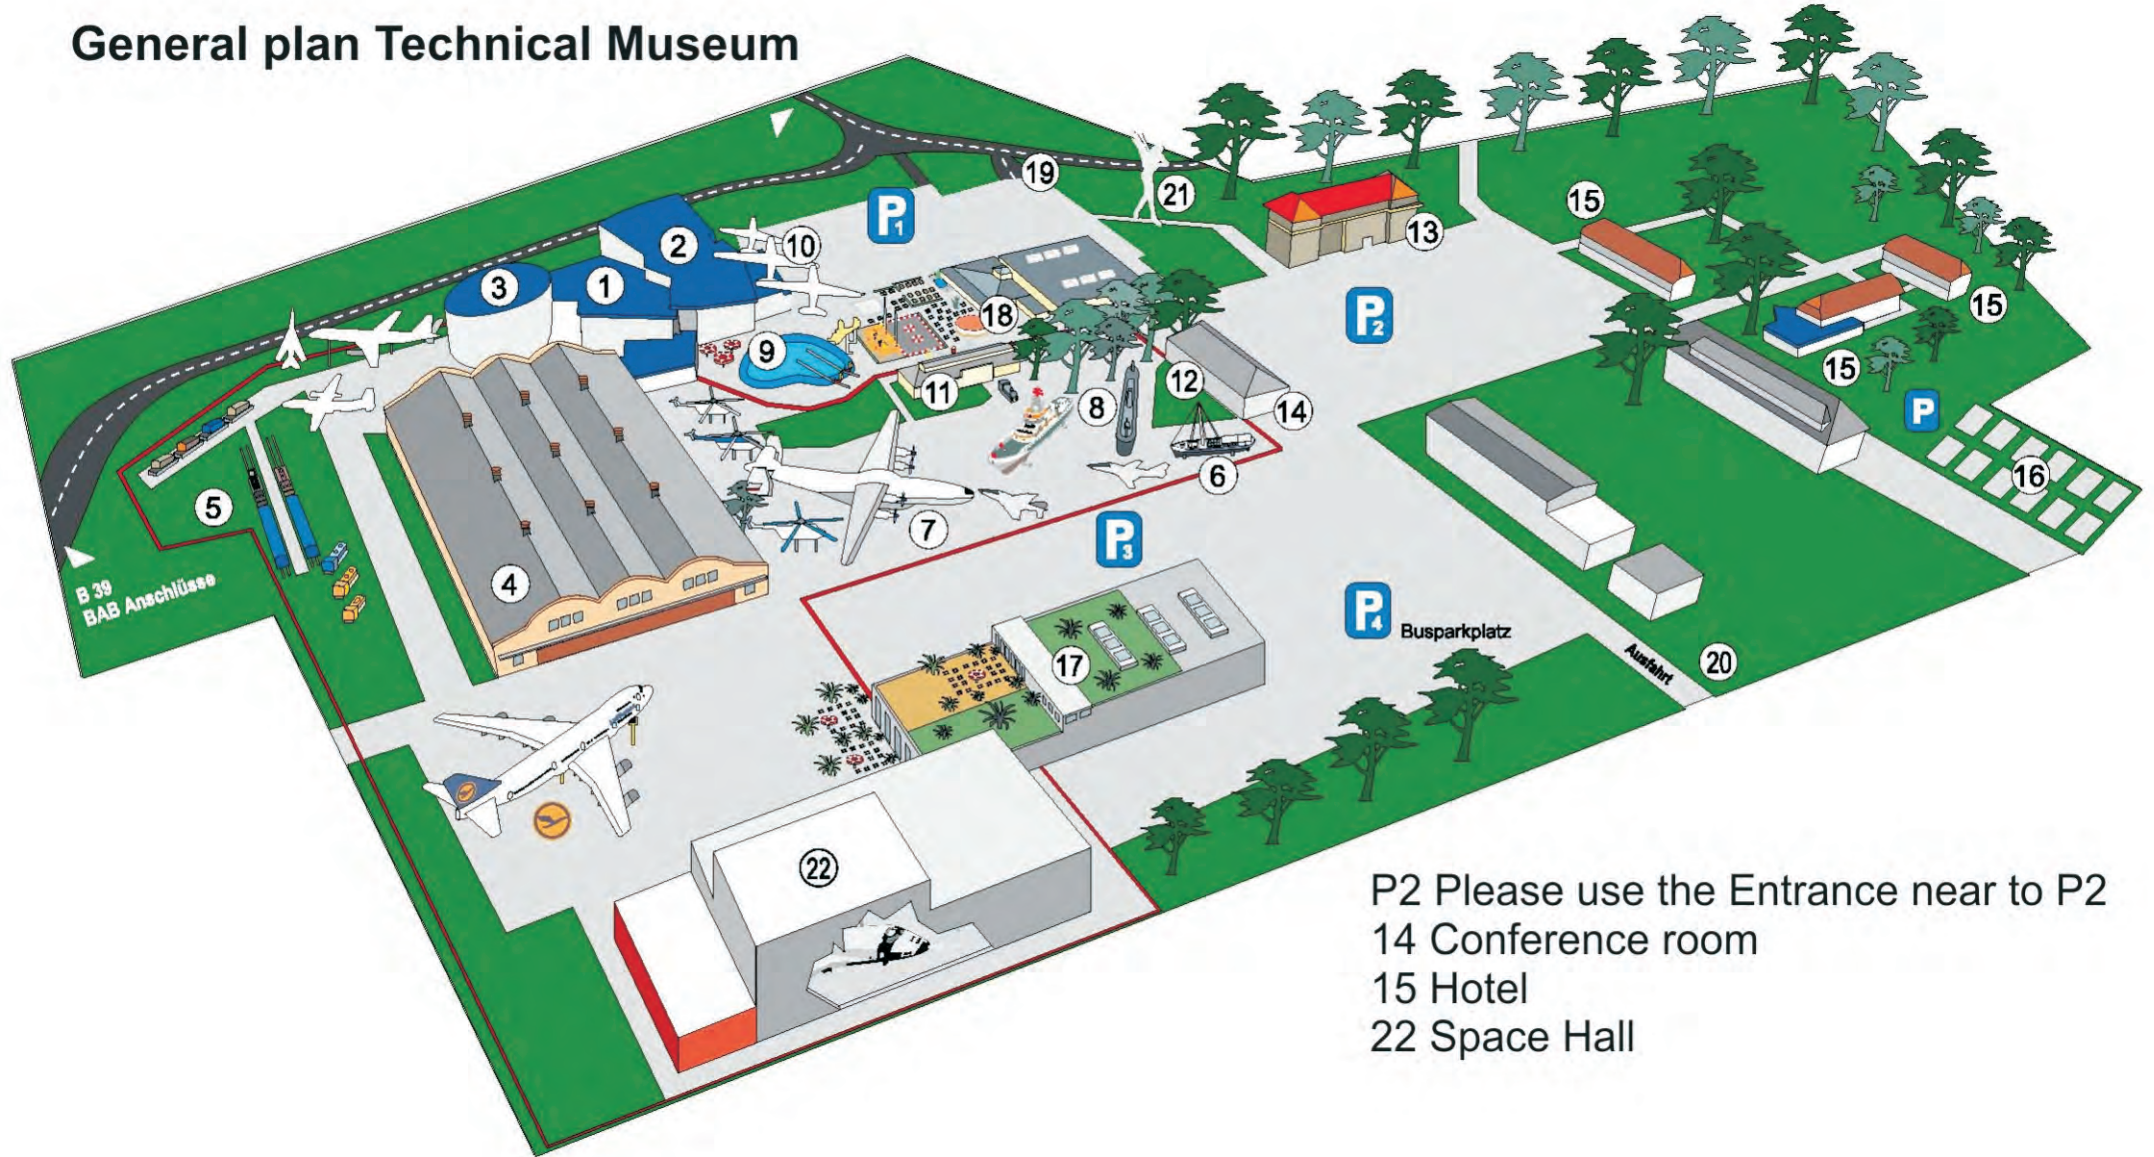 General plan Technical Museum
19
21
P1
15
13
2
10
3
1
15
18
P2
9
12
15
11
8
14
P
6
16
5
7
P3
4
B 39
BAB Anschlüsse
P4
Busparkplatz
17
Ausfahrt
20
22
P2 Please use the Entrance near to P2
14 Conference room
15 Hotel
22 Space Hall